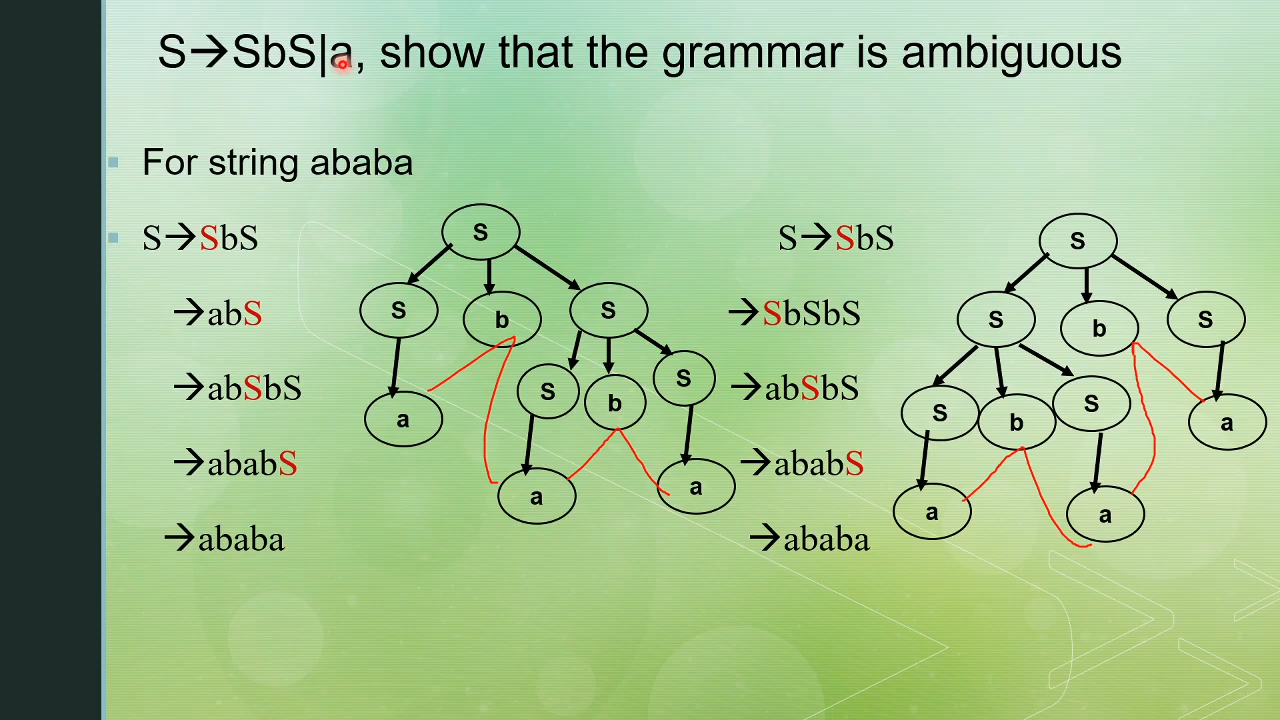 S→SbS|a, show that the grammar is ambiguous
For string ababa
S→SbS
→abS
→abSbS
→ababS
→ababa
S
S b S
S b S
a
a a
S→SbS
→SbSbS
→abSbS
→ababS
→ababa
S
S b S
S b S a
a a